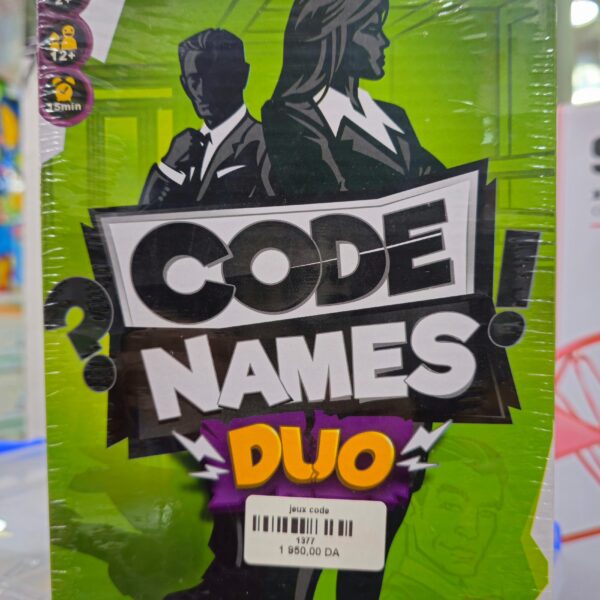 12+
15min
CODE
NAMES
DUO
? !
jeux code
1377
1 950,00 DA